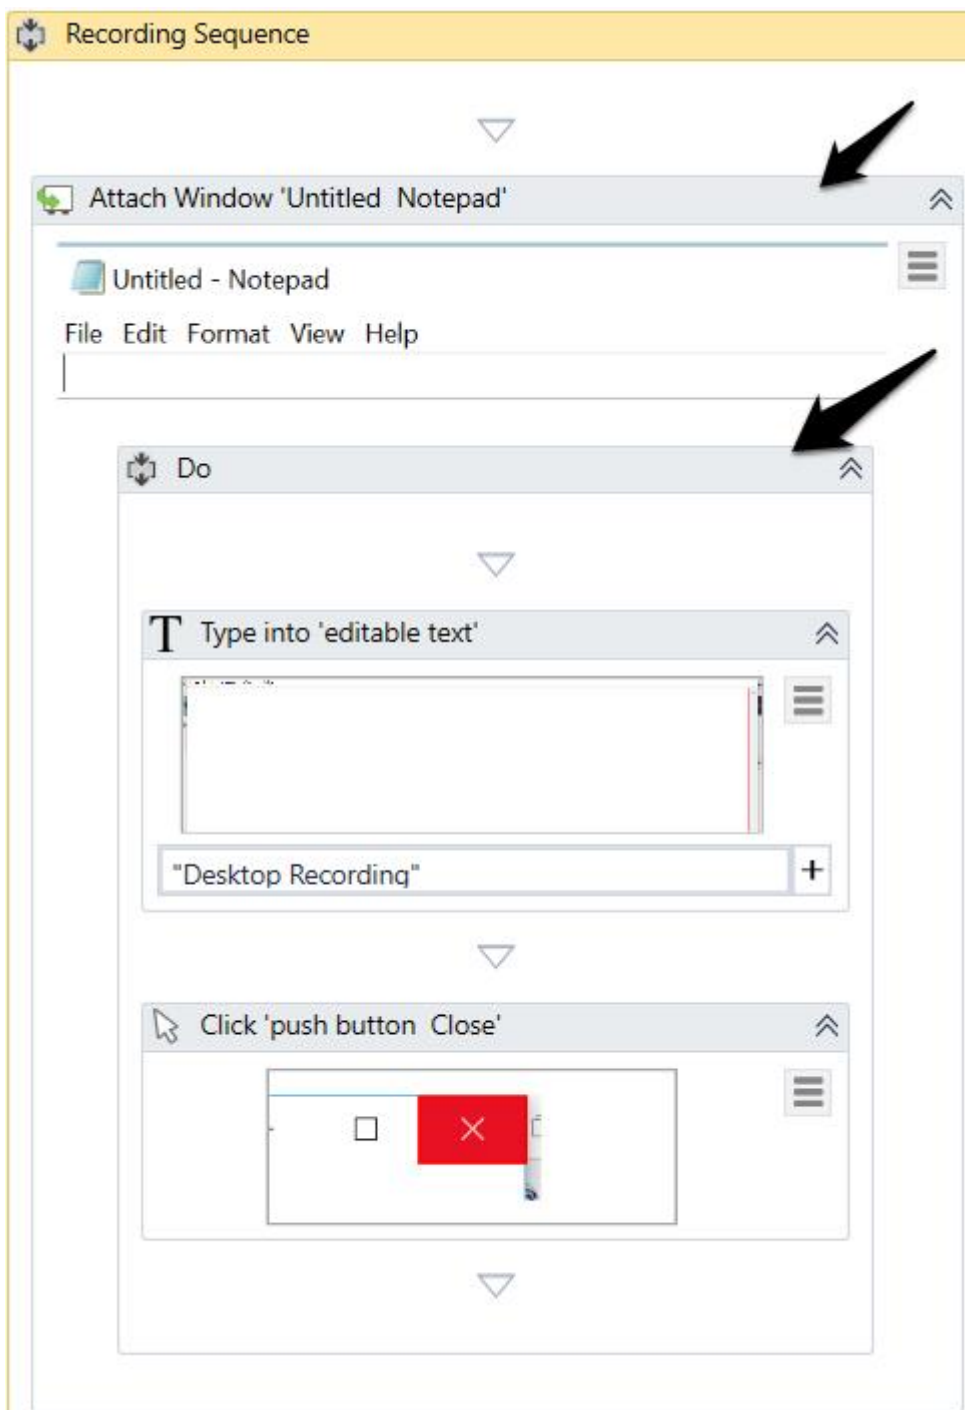 Recording Sequence
Attach Window 'Untitled  Notepad'
Untitled - Notepad
File  Edit  Format  View  Help
Do
Type into 'editable text'
"Desktop Recording"
Click 'push button  Close'